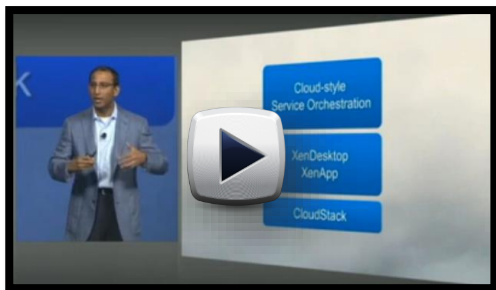 K
Cloud-style
Service Orchestration
XenDesktop
XenApp
CloudStack